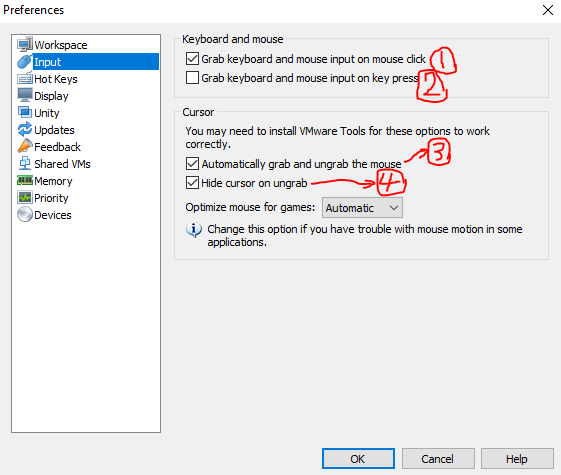 Preferences
Workspace
Input
Hot Keys
Display
Unity
Updates
Feedback
Shared VMs
Memory
Priority
Devices
Keyboard and mouse
Grab keyboard and mouse input on mouse click 1
Grab keyboard and mouse input on key press 2
Cursor
You may need to install VMware Tools for these options to work
correctly.
Automatically grab and ungrab the mouse 3
Hide cursor on ungrab 4
Optimize mouse for games: Automatic
Change this option if you have trouble with mouse motion in some
applications.
OK Cancel Help